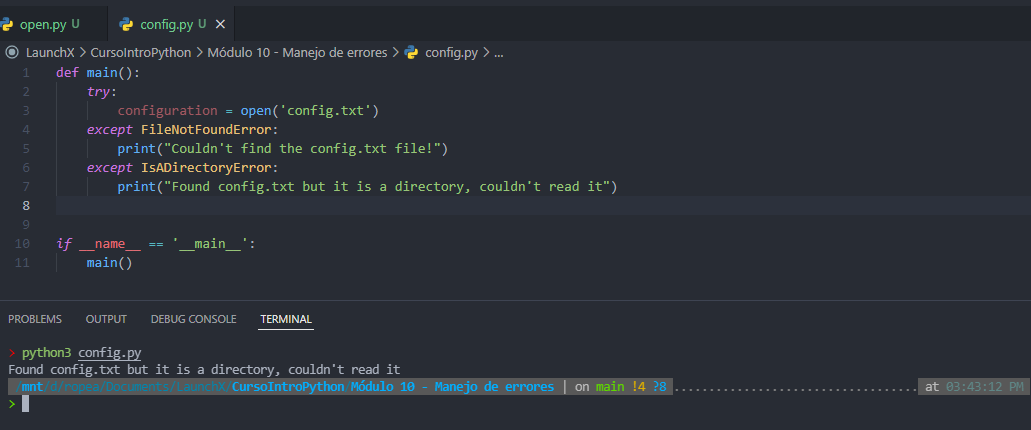 open.py U config.py U ×
LaunchX > CursoIntroPython > Módulo 10 - Manejo de errores > config.py > ...
1 def main():
2 try:
3 configuration = open('config.txt')
4 except FileNotFoundError:
5 print("Couldn't find the config.txt file!")
6 except IsADirectoryError:
7 print("Found config.txt but it is a directory, couldn't read it")
8
9
10 if __name__ == '__main__':
11 main()
PROBLEMS OUTPUT DEBUG CONSOLE TERMINAL
> python3 config.py
Found config.txt but it is a directory, couldn't read it
/mnt/d/ /Documents/LaunchX/CursoIntroPython/Módulo 10 - Manejo de errores | on main !4 ?8 at 03:43:12 PM
>